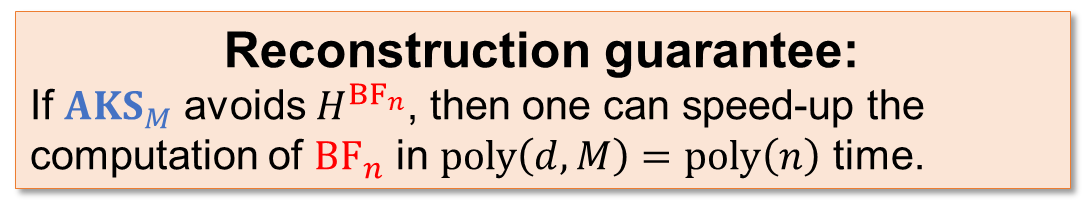 Reconstruction guarantee:
If AKS_M avoids H^{BF_n}, then one can speed-up the
computation of BF_n in poly(d, M) = poly(n) time.